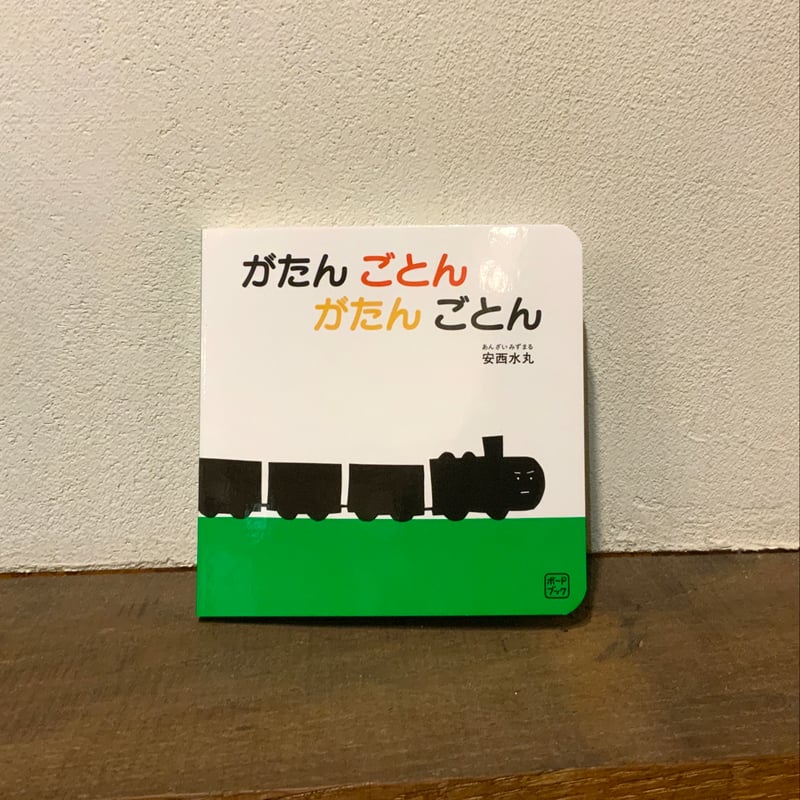 がたん ごとん
がたん ごとん
あんざいみずまる
安西水丸
ボード
ブック